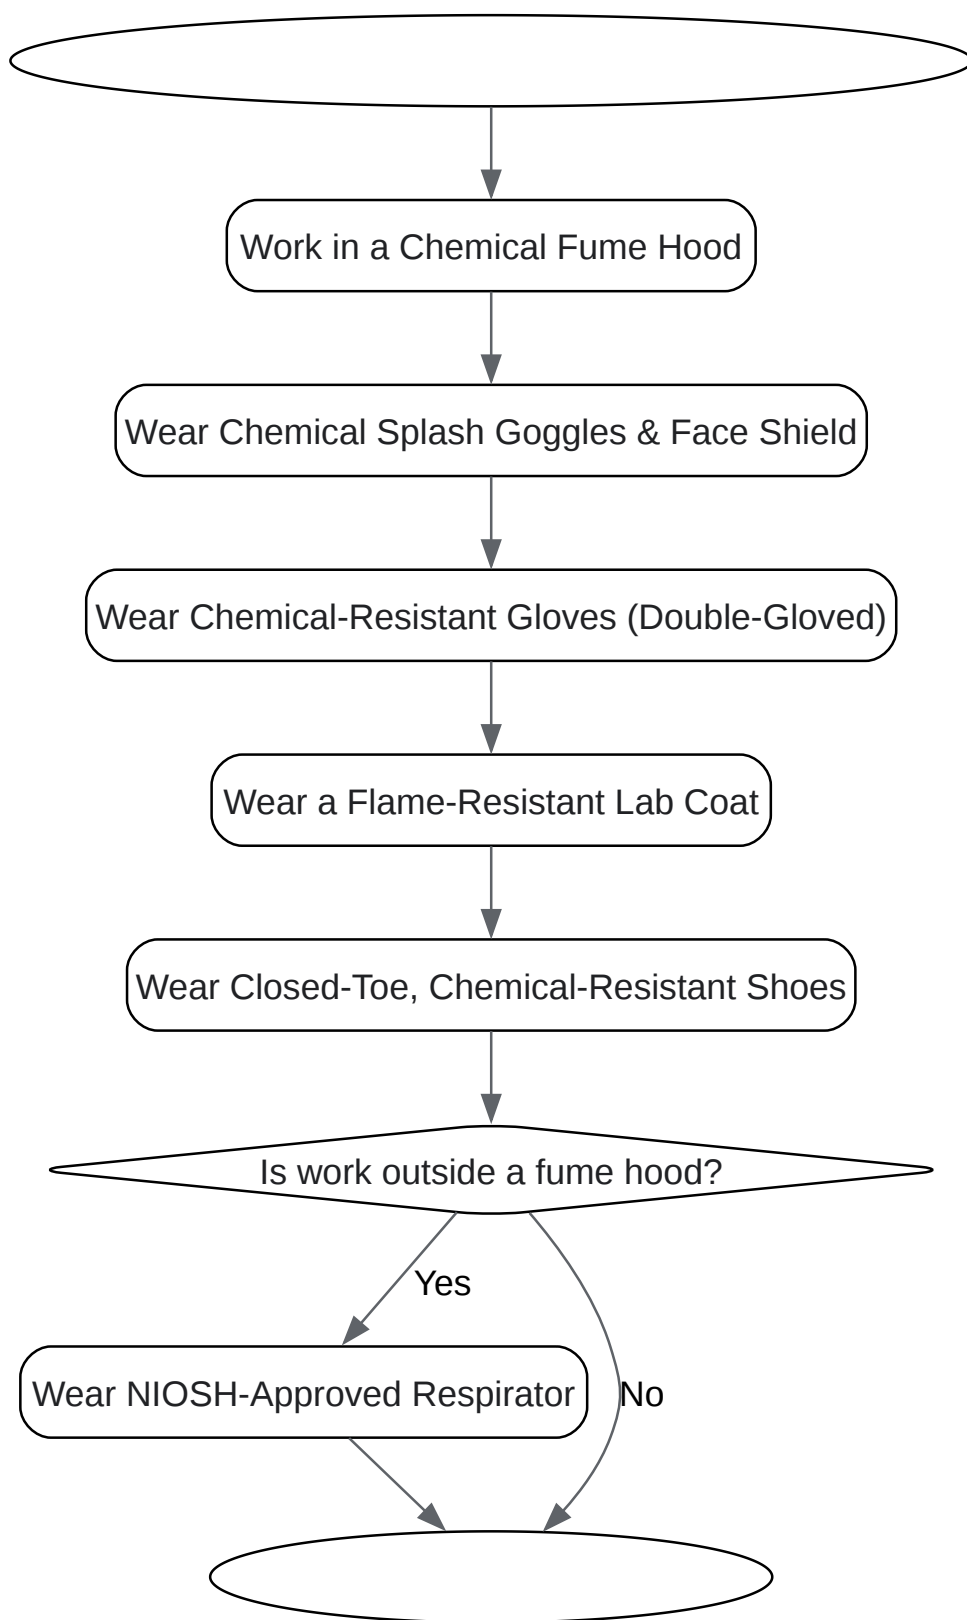 Work in a Chemical Fume Hood
Wear Chemical Splash Goggles & Face Shield
Wear Chemical-Resistant Gloves (Double-Gloved)
Wear a Flame-Resistant Lab Coat
Wear Closed-Toe, Chemical-Resistant Shoes
Is work outside a fume hood?
Yes
Wear NIOSH-Approved Respirator
No